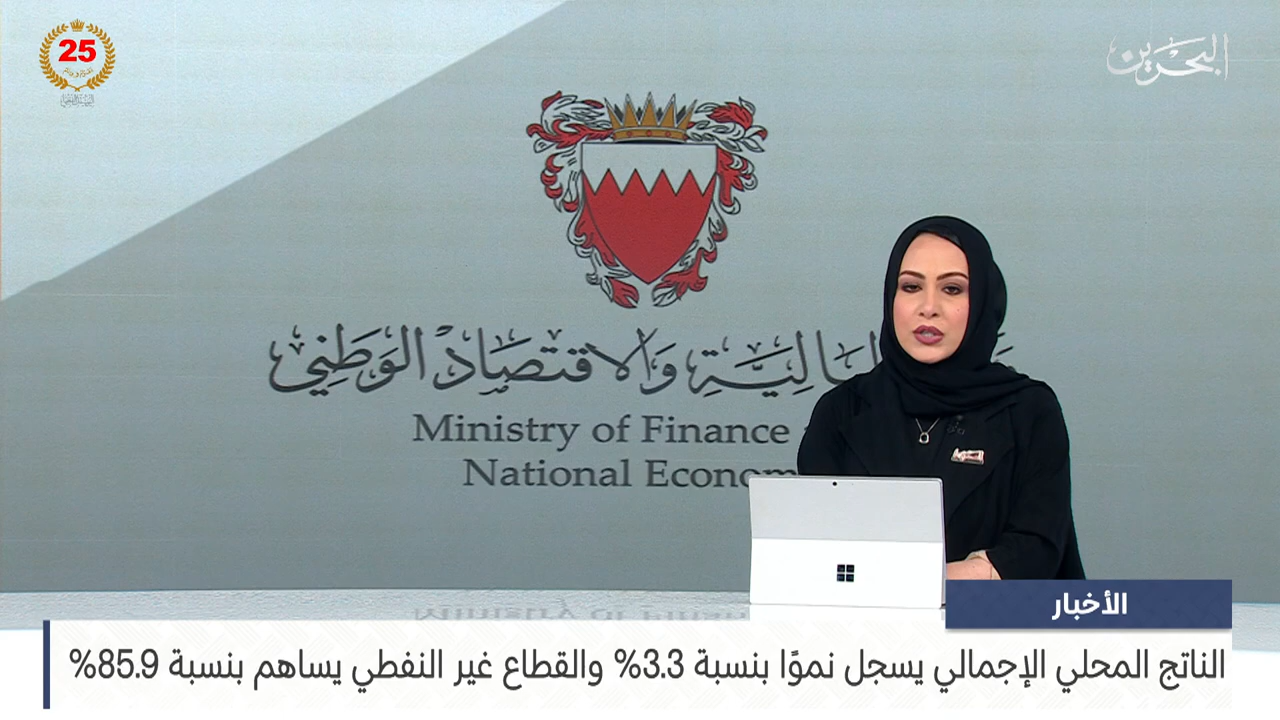 25
البحرين
المالية والاقتصاد الوطني
Ministry of Finance
National Econom
الأخبار
الناتج المحلي الإجمالي يسجل نموًا بنسبة 3.3% والقطاع غير النفطي يساهم بنسبة 85.9%